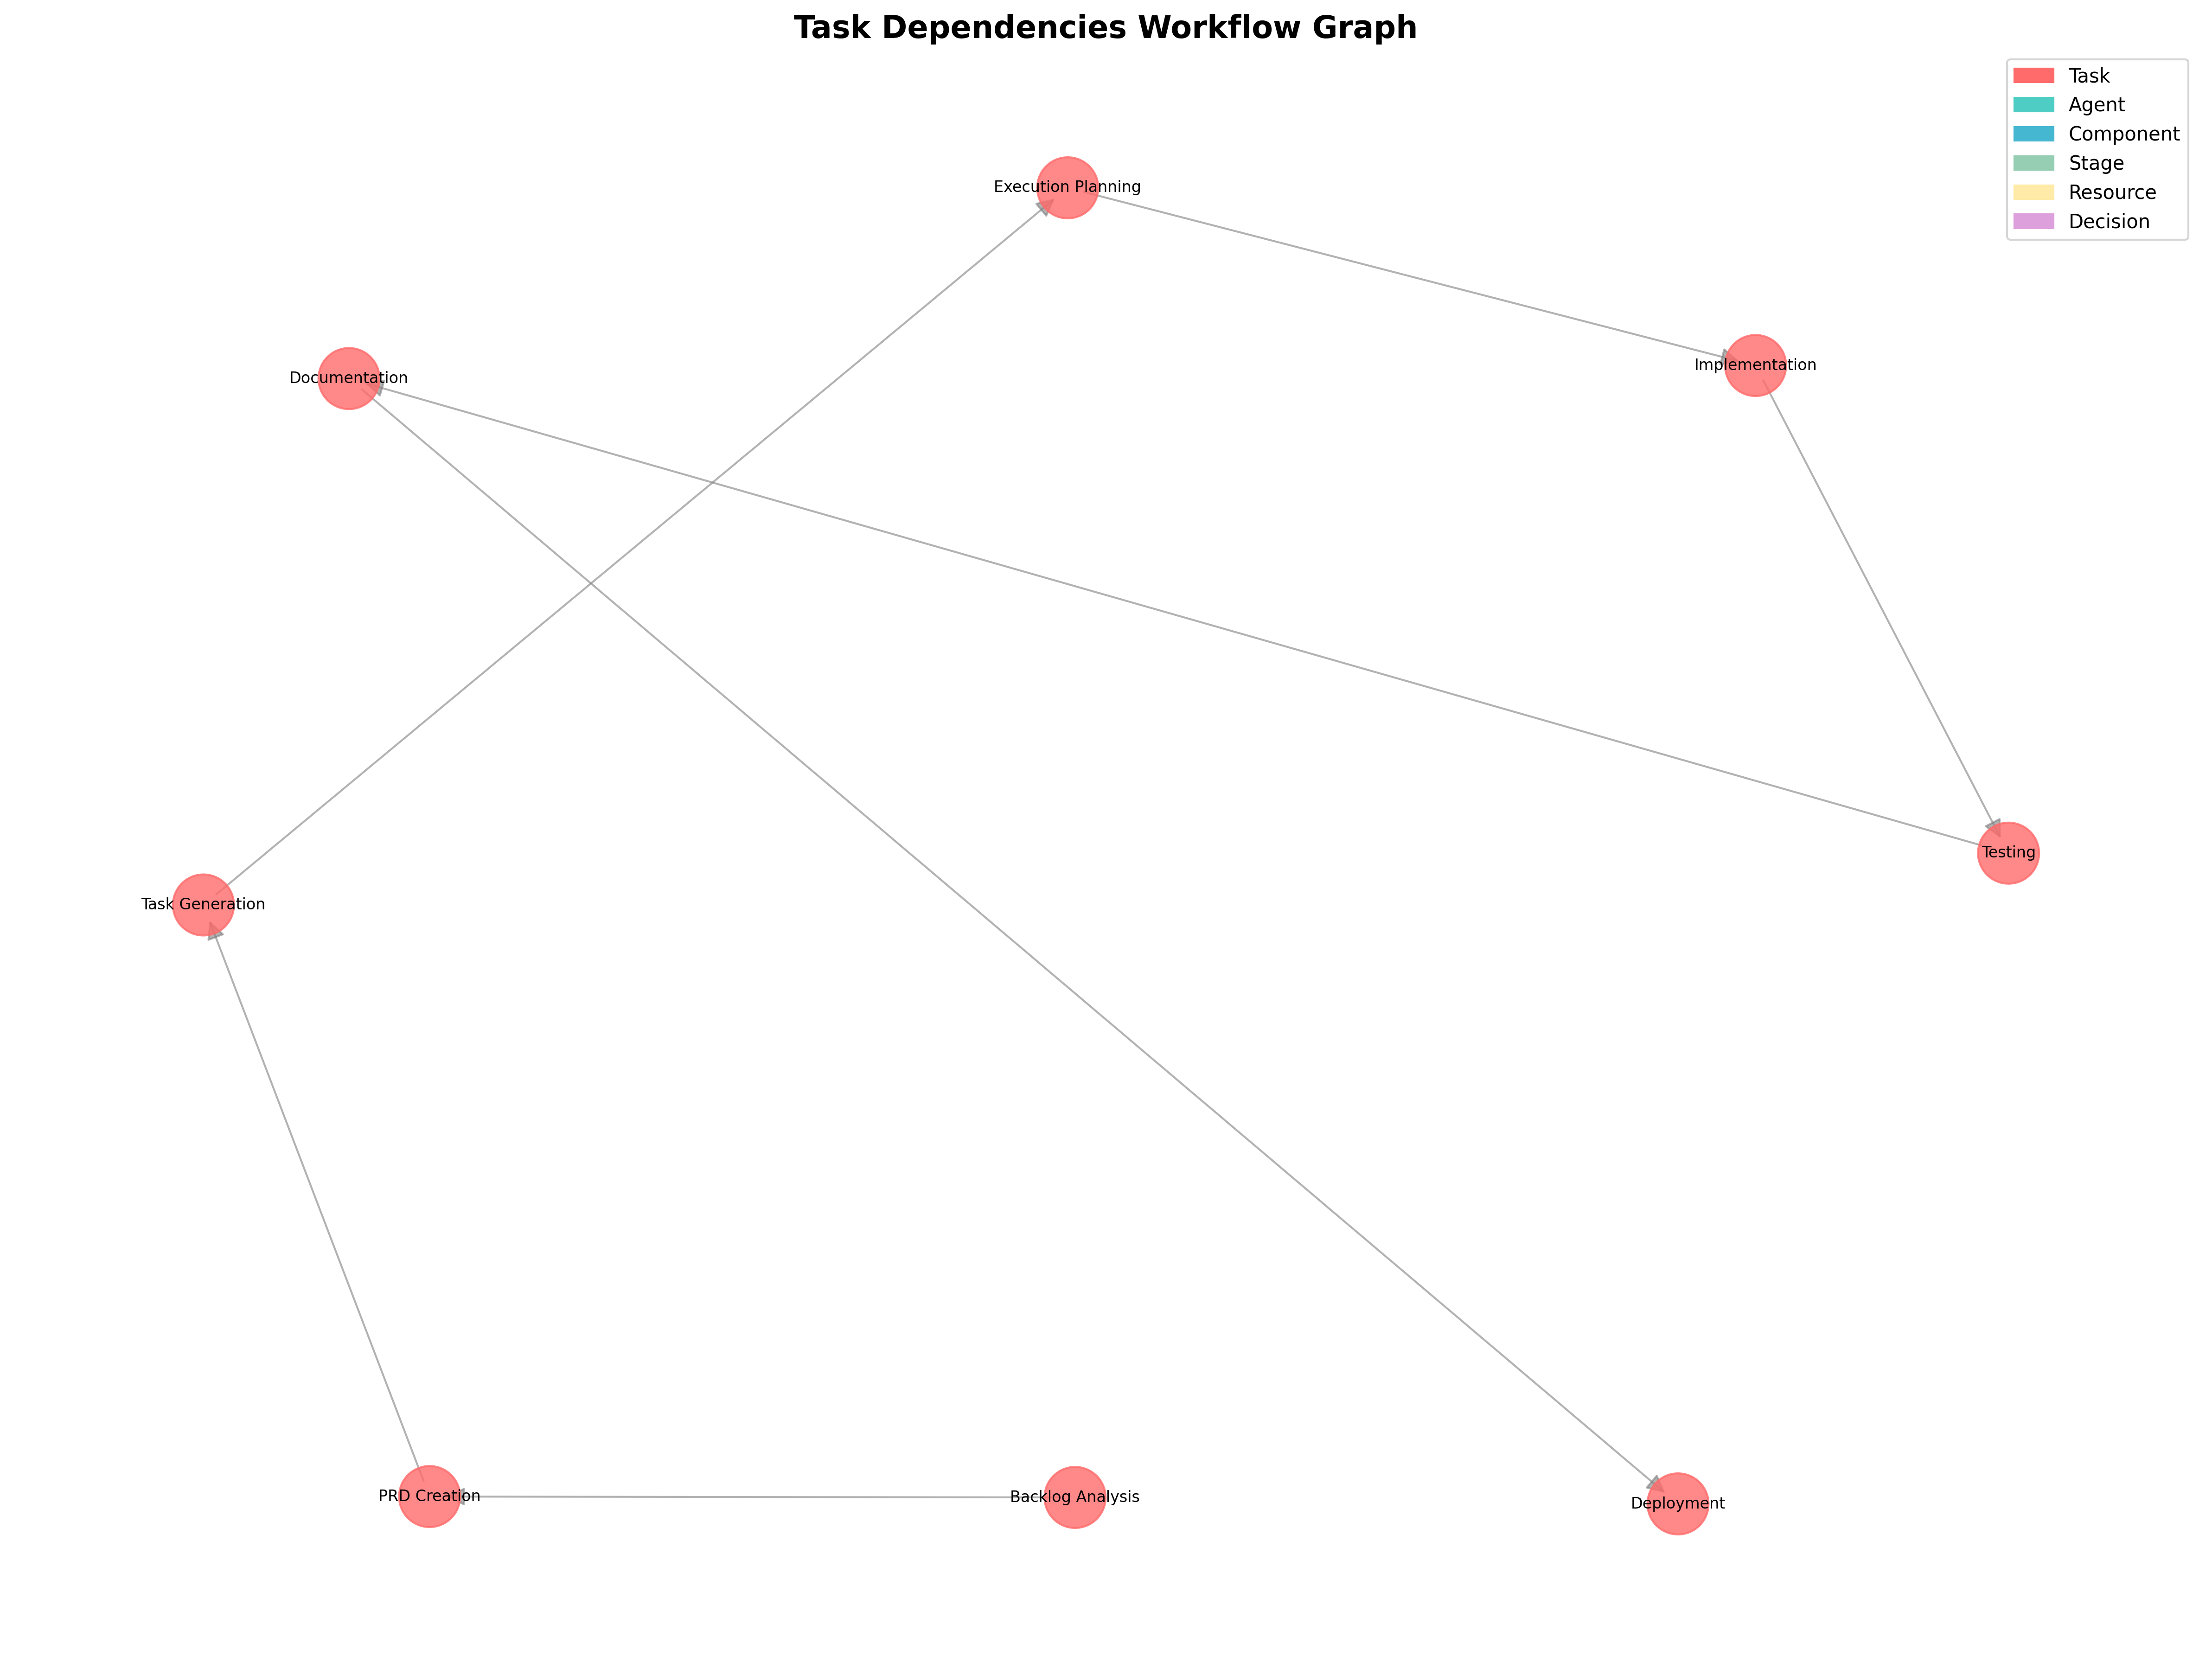 Task Dependencies Workflow Graph
Task
Agent
Component
Stage
Resource
Decision
Execution Planning
Implementation
Documentation
Testing
Task Generation
PRD Creation
Backlog Analysis
Deployment